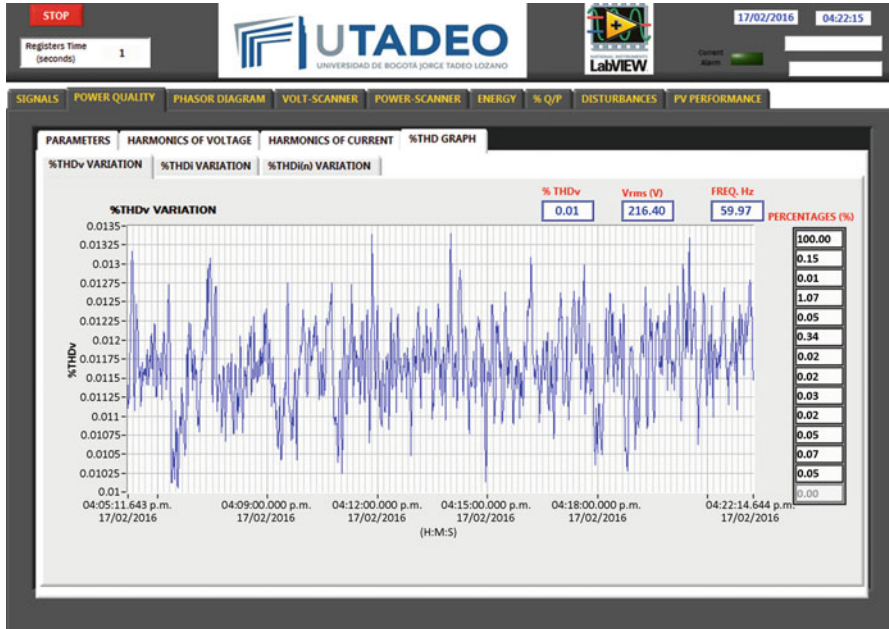 STOP
17/02/2016 04:22:15
Registers Time
(seconds) 1
UTADEO
UNIVERSIDAD DE BOGOTÁ JORGE TADEO LOZANO
NATIONAL INSTRUMENTS
LabVIEW
Current
Alarm
SIGNALS POWER QUALITY PHASOR DIAGRAM VOLT-SCANNER POWER-SCANNER ENERGY % Q/P DISTURBANCES PV PERFORMANCE
PARAMETERS HARMONICS OF VOLTAGE HARMONICS OF CURRENT %THD GRAPH
%THDv VARIATION %THDi VARIATION %THDi(n) VARIATION
% THDv Vrms (V) FREQ. Hz
0.01 216.40 59.97
%THDv VARIATION
PERCENTAGES (%)
100.00
0.15
0.01
1.07
0.05
0.34
0.02
0.02
0.03
0.02
0.05
0.07
0.05
0.00
%THDv
0.0135
0.01325
0.013
0.01275
0.0125
0.01225
0.012
0.01175
0.0115
0.01125
0.011
0.01075
0.0105
0.01025
0.01
04:05:11.643 p.m. 04:09:00.000 p.m. 04:12:00.000 p.m. 04:15:00.000 p.m. 04:18:00.000 p.m. 04:22:14.644 p.m.
17/02/2016 17/02/2016 17/02/2016 17/02/2016 17/02/2016 17/02/2016
(H:M:S)